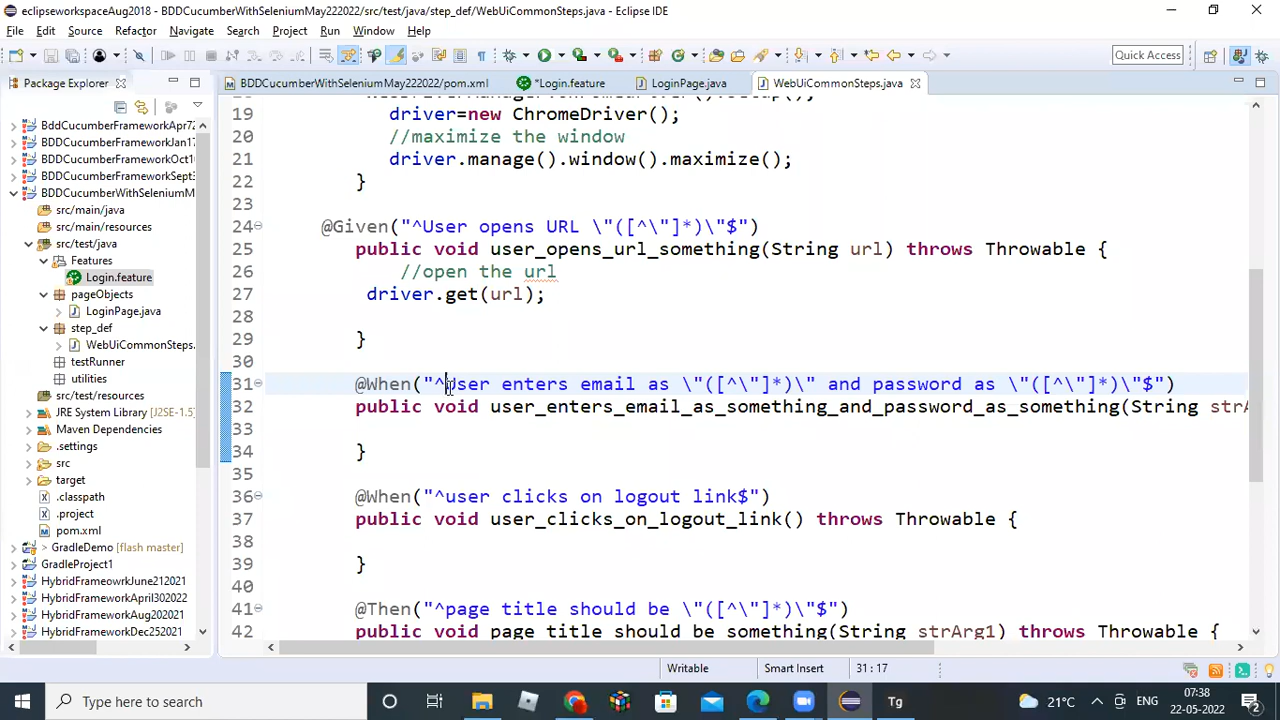 eclipseworkspaceAug2018 - BDDCucumberWithSeleniumMay222022/src/test/java/step_def/WebUiCommonSteps.java - Eclipse IDE
File Edit Source Refactor Navigate Search Project Run Window Help
Quick Access
Package Explorer
BDDCucumberWithSeleniumMay222022/pom.xml
*Login.feature
LoginPage.java
WebUiCommonSteps.java
BddCucumberFrameworkApr72
BDDCucumberFrameworkJan17
BDDCucumberFrameworkOct10
BDDCucumberFrameworkSept3
BDDCucumberWithSeleniumM
src/main/java
src/main/resources
src/test/java
Features
Login.feature
pageObjects
LoginPage.java
step_def
WebUiCommonSteps.
testRunner
utilities
src/test/resources
JRE System Library [J2SE-1.5]
Maven Dependencies
.settings
src
target
.classpath
.project
pom.xml
> GradleDemo [flash master]
GradleProject1
HybridFrameowrkJune212021
HybridFrameworkApril302022
HybridFrameworkAug202021
HybridFrameworkDec252021
19 driver=new ChromeDriver();
20 //maximize the window
21 driver.manage().window().maximize();
22 }
23
24 @Given("^User opens URL \"([^\"]*)\"$")
25 public void user_opens_url_something(String url) throws Throwable {
26 //open the url
27 driver.get(url);
28
29 }
30
31 @When("^User enters email as \"([^\"]*)\" and password as \"([^\"]*)\"$")
32 public void user_enters_email_as_something_and_password_as_something(String strA
33
34 }
35
36 @When("^user clicks on logout link$")
37 public void user_clicks_on_logout_link() throws Throwable {
38
39 }
40
41 @Then("^page title should be \"([^\"]*)\"$")
42 public void page title should be something(String strArg1) throws Throwable {
Writable
Smart Insert
31 : 17
Type here to search
Tg
21°C
ENG
07:38
22-05-2022
2